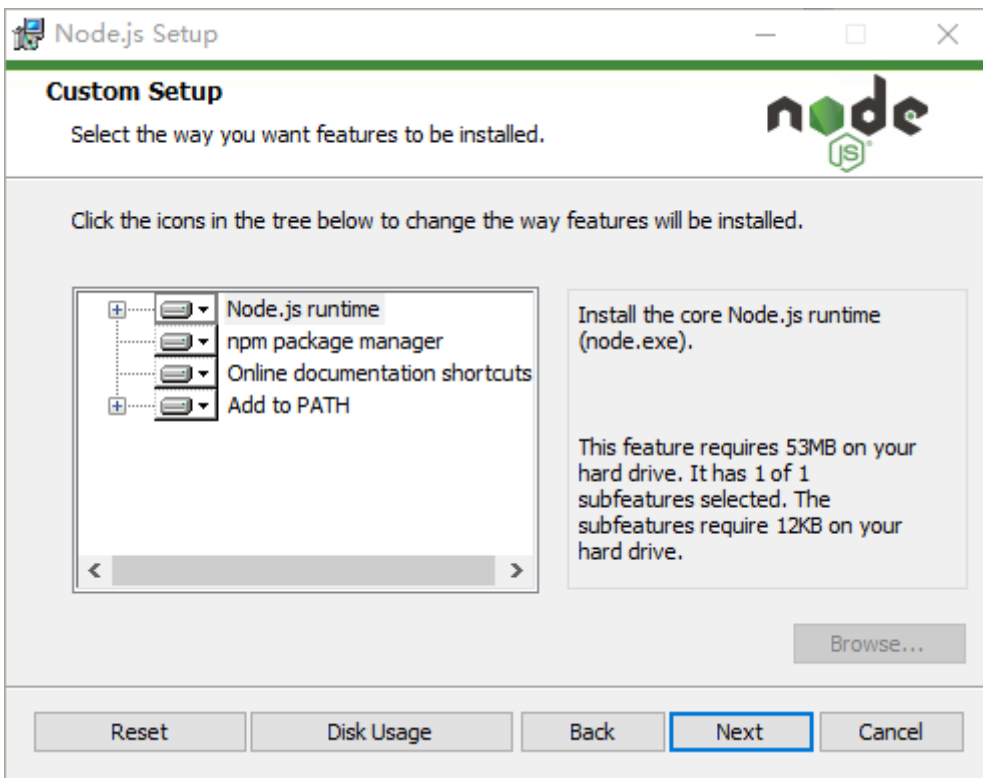 Node.js Setup
Custom Setup
Select the way you want features to be installed.
node
JS
Click the icons in the tree below to change the way features will be installed.
Node.js runtime
npm package manager
Online documentation shortcuts
Add to PATH
Install the core Node.js runtime
(node.exe).
This feature requires 53MB on your
hard drive. It has 1 of 1
subfeatures selected. The
subfeatures require 12KB on your
hard drive.
Browse...
Reset
Disk Usage
Back
Next
Cancel